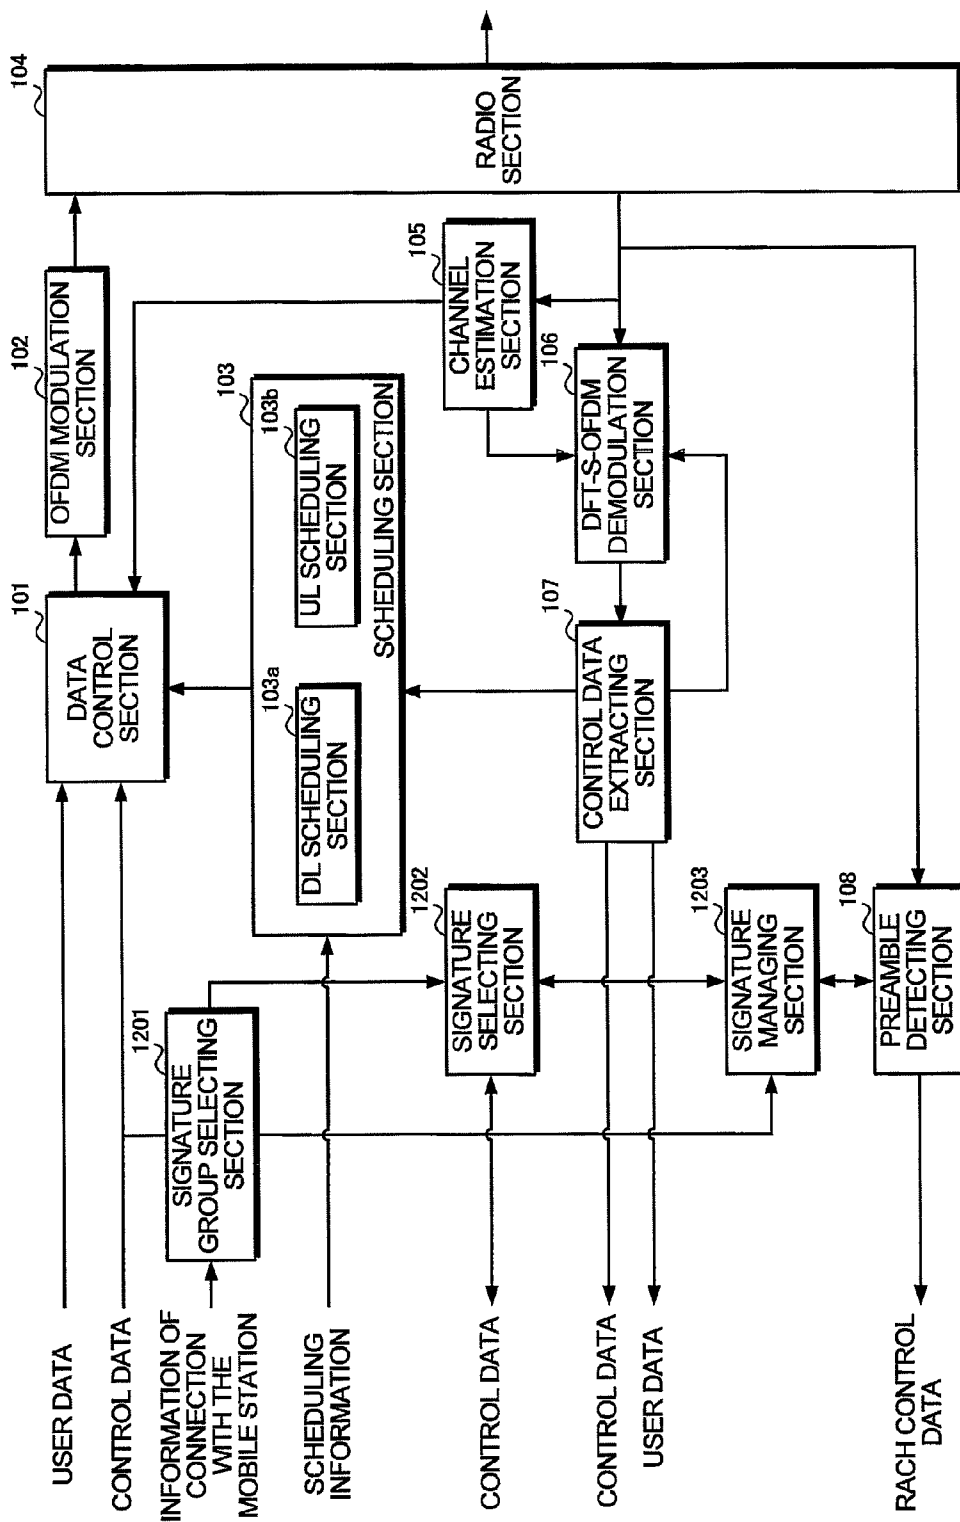 USER DATA
CONTROL DATA
INFORMATION OF
CONNECTION
WITH THE
MOBILE STATION
SCHEDULING
INFORMATION
CONTROL DATA
CONTROL DATA
USER DATA
RACH CONTROL
DATA
1201
SIGNATURE
GROUP SELECTING
SECTION
1202
SIGNATURE
SELECTING
SECTION
1203
SIGNATURE
MANAGING
SECTION
108
PREAMBLE
DETECTING
SECTION
101
DATA
CONTROL
SECTION
103
103a
DL SCHEDULING
SECTION
103b
UL SCHEDULING
SECTION
SCHEDULING SECTION
107
CONTROL DATA
EXTRACTING
SECTION
102
OFDM MODULATION
SECTION
105
CHANNEL
ESTIMATION
SECTION
106
DFT-S-OFDM
DEMODULATION
SECTION
104
RADIO
SECTION